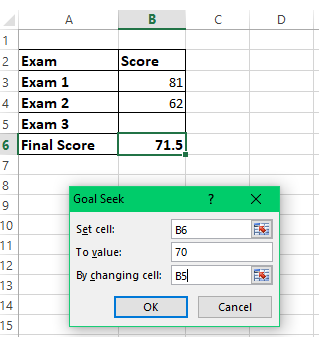 A B C D
1
2 Exam Score
3 Exam 1 81
4 Exam 2 62
5 Exam 3
6 Final Score 71.5
7
8
Goal Seek ? ×
9
10 Set cell: B6
11 To value: 70
12 By changing cell: B5
13
14 OK Cancel
15